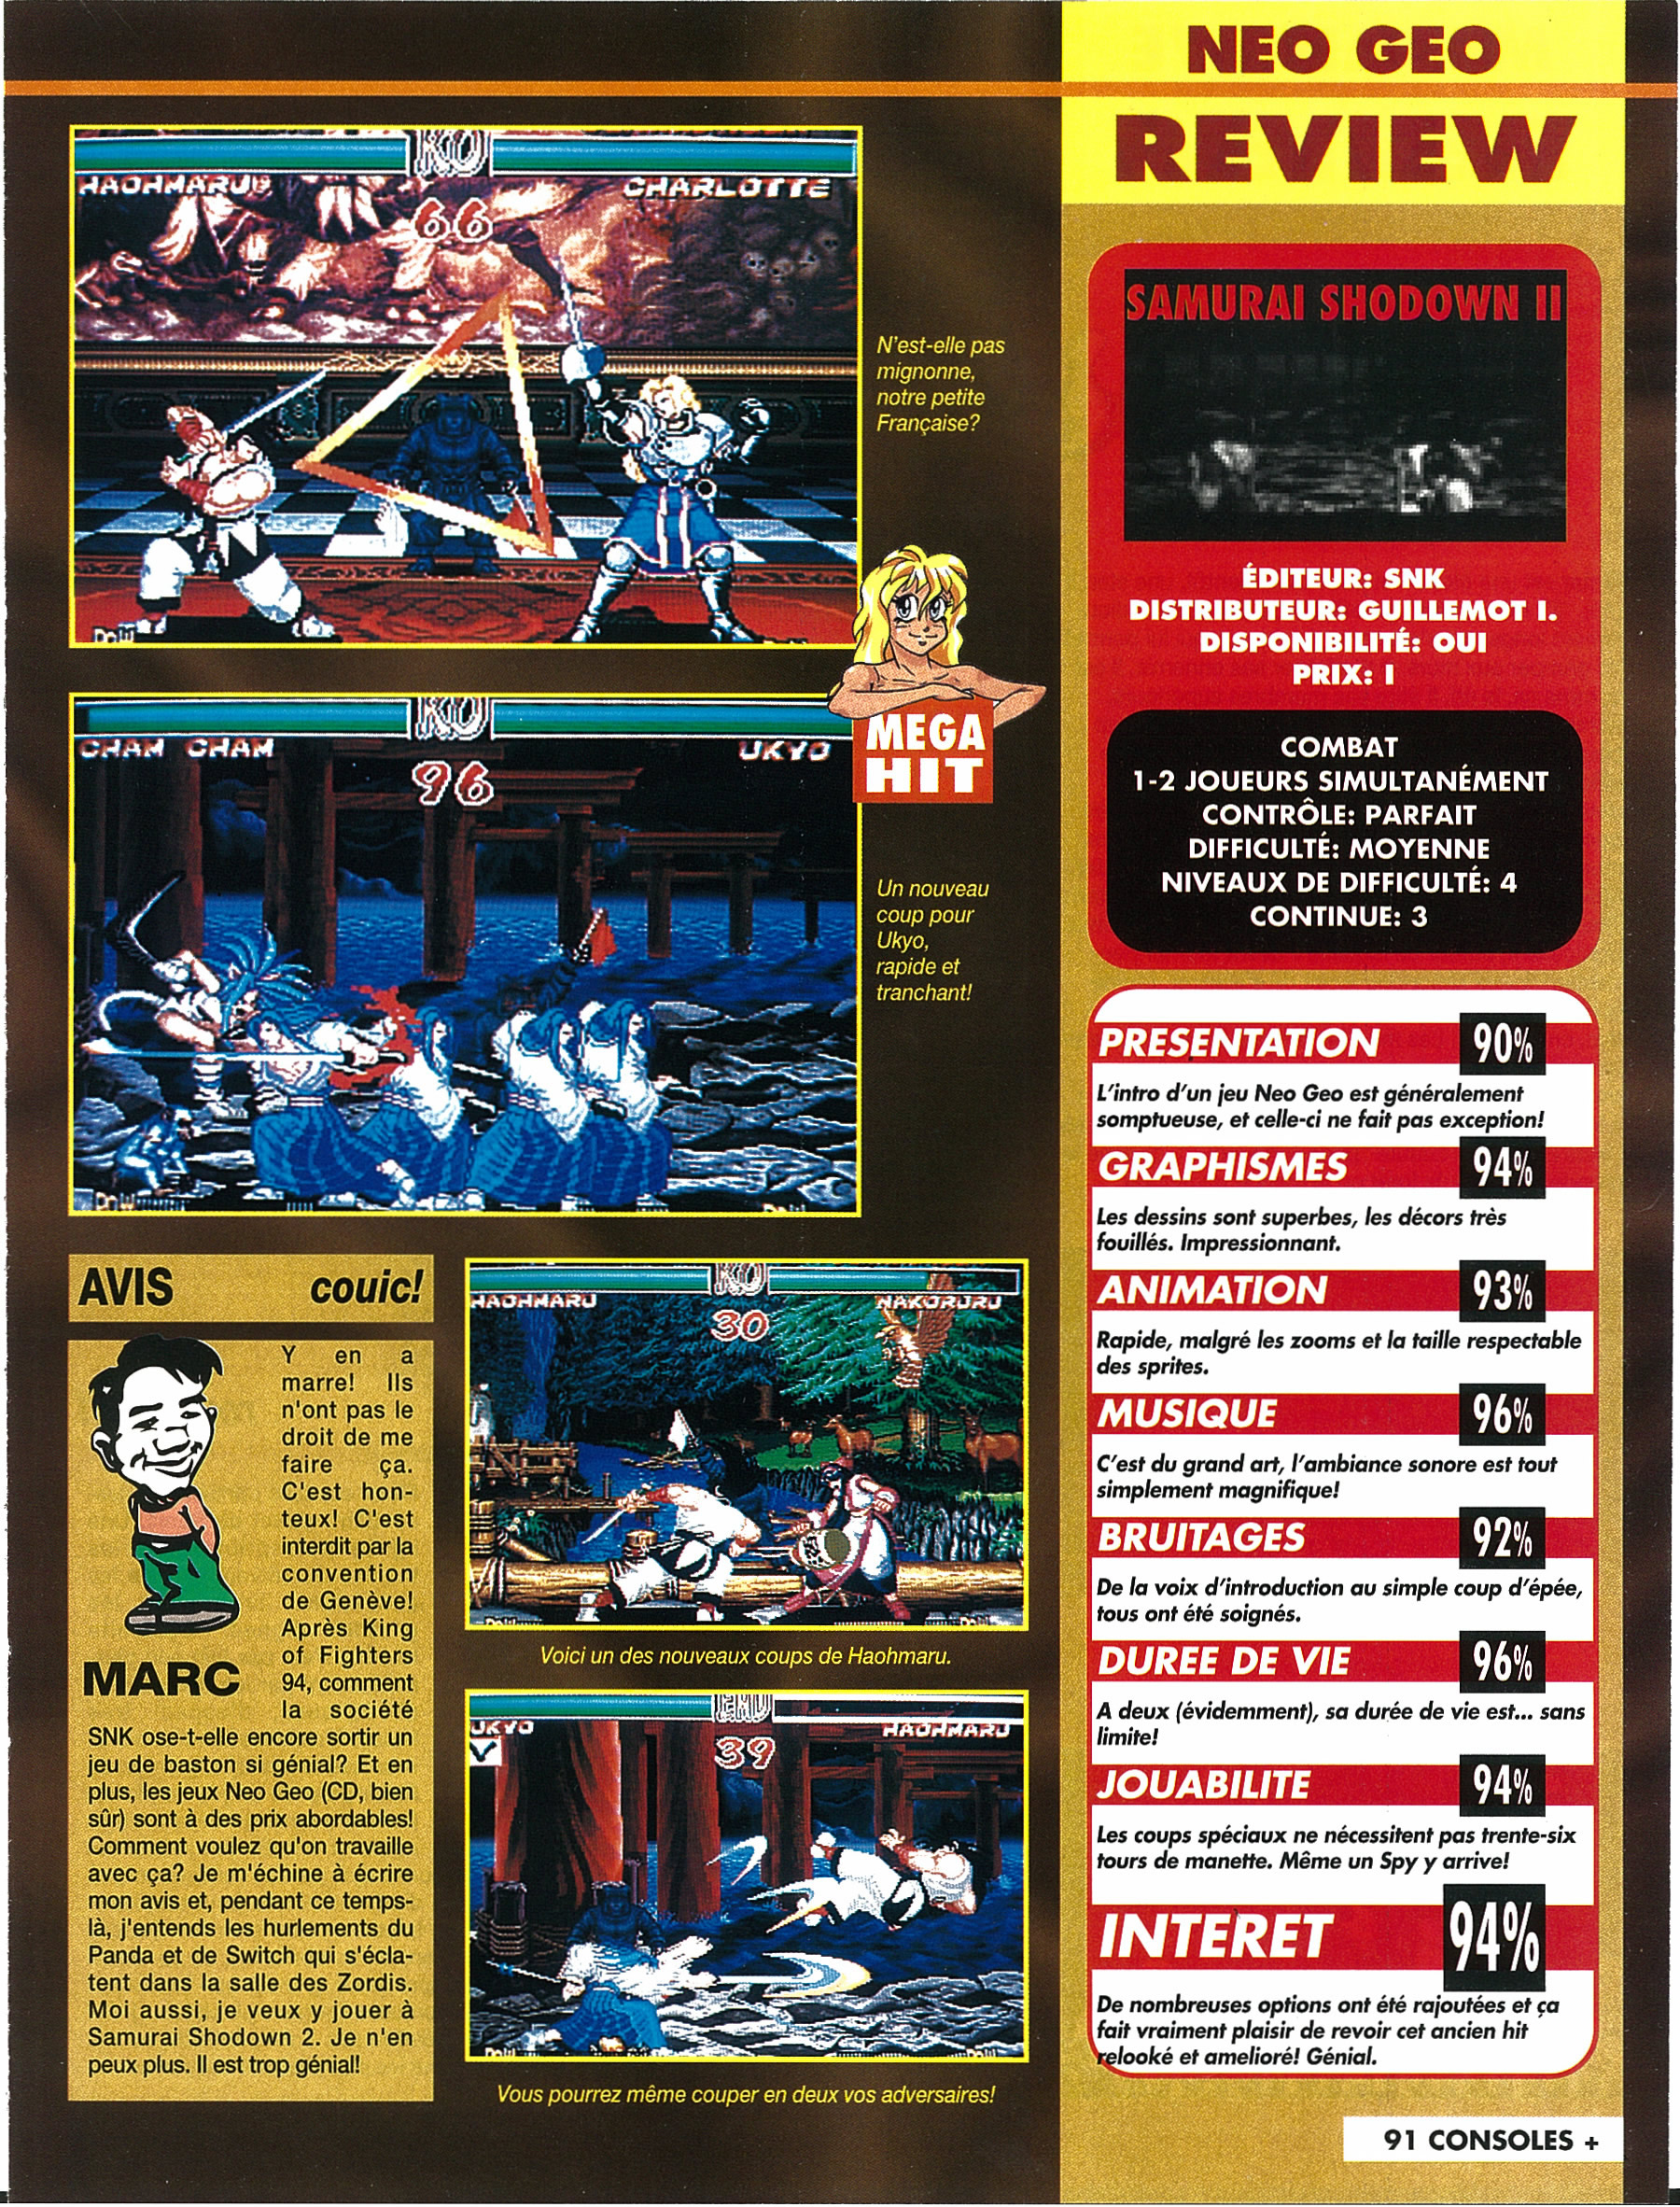 NEO GEO
REVIEW
KO
HAOHMARU
CHARLOTTE
66
N'est-elle pas
mignonne,
notre petite
Française?
KO
CHAM CHAM
UKYO
96
MEGA
HIT
Un nouveau
coup pour
Ukyo,
rapide et
tranchant!
AVIS
couic!
Y en a
marre! Ils
n'ont pas le
droit de me
faire ça.
C'est hon-
teux! C'est
interdit par la
convention
de Genève!
Après King
of Fighters
94, comment
la société
SNK ose-t-elle encore sortir un
jeu de baston si génial? Et en
plus, les jeux Neo Geo (CD, bien
sûr) sont à des prix abordables!
Comment voulez qu'on travaille
avec ça? Je m'échine à écrire
mon avis et, pendant ce temps-
là, j'entends les hurlements du
Panda et de Switch qui s'écla-
tent dans la salle des Zordis.
Moi aussi, je veux y jouer à
Samurai Shodown 2. Je n'en
peux plus. Il est trop génial!
MARC
KO
HAOHMARU
NAKORURU
30
Voici un des nouveaux coups de Haohmaru.
END
UKYO
HAOHMARU
V
39
Vous pourrez même couper en deux vos adversaires!
SAMURAI SHODOWN II
ÉDITEUR: SNK
DISTRIBUTEUR: GUILLEMOT I.
DISPONIBILITÉ: OUI
PRIX: I
COMBAT
1-2 JOUEURS SIMULTANÉMENT
CONTRÔLE: PARFAIT
DIFFICULTÉ: MOYENNE
NIVEAUX DE DIFFICULTÉ: 4
CONTINUE: 3
PRESENTATION 90%
L'intro d'un jeu Neo Geo est généralement
somptueuse, et celle-ci ne fait pas exception!
GRAPHISMES 94%
Les dessins sont superbes, les décors très
fouillés. Impressionnant.
ANIMATION 93%
Rapide, malgré les zooms et la taille respectable
des sprites.
MUSIQUE 96%
C'est du grand art, l'ambiance sonore est tout
simplement magnifique!
BRUITAGES 92%
De la voix d'introduction au simple coup d'épée,
tous ont été soignés.
DUREE DE VIE 96%
A deux (évidemment), sa durée de vie est... sans
limite!
JOUABILITE 94%
Les coups spéciaux ne nécessitent pas trente-six
tours de manette. Même un Spy y arrive!
INTERET 94%
De nombreuses options ont été rajoutées et ça
fait vraiment plaisir de revoir cet ancien hit
relooké et amelioré! Génial.
91 CONSOLES +